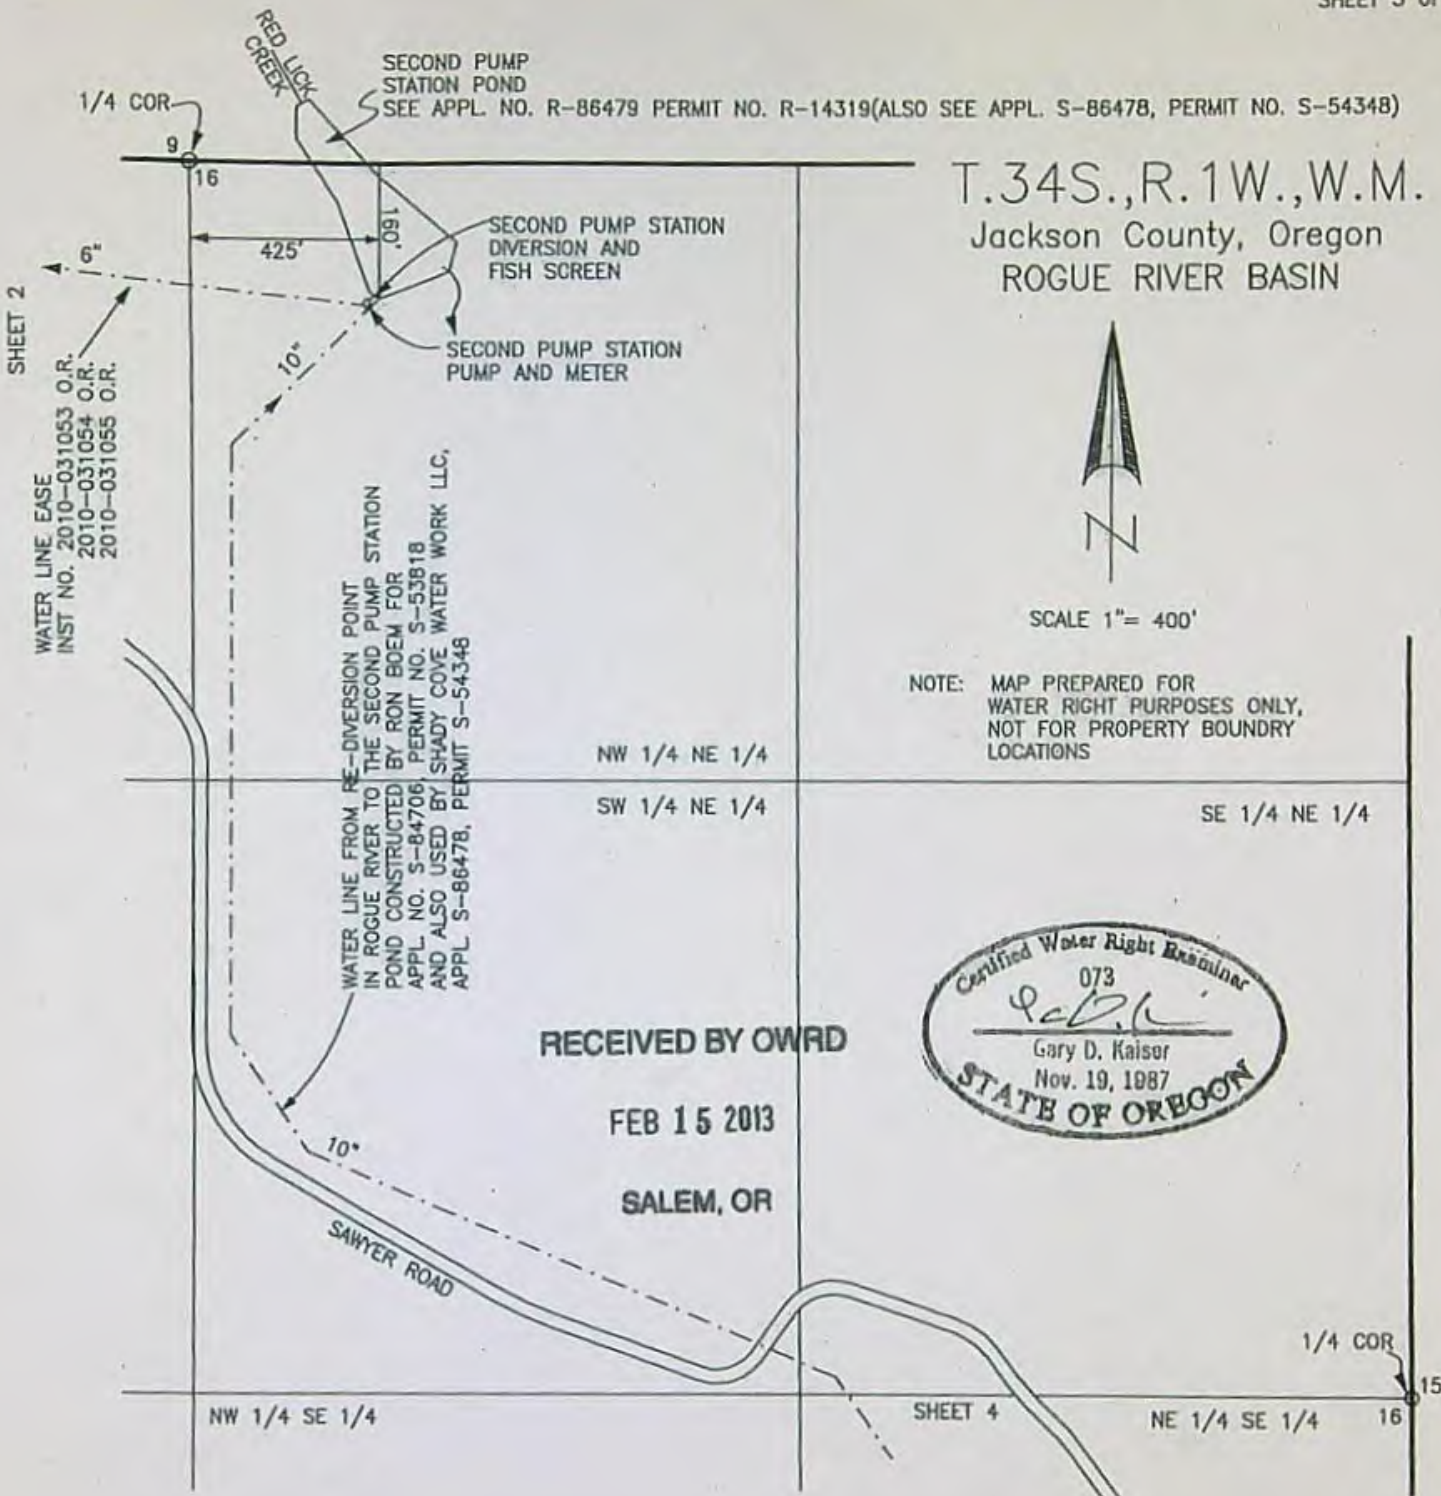 RED LICK
CREEK
SECOND PUMP
STATION POND
SEE APPL. NO. R-86479 PERMIT NO. R-14319(ALSO SEE APPL. S-86478, PERMIT NO. S-54348)
1/4 COR
9
16
T.34S.,R.1W.,W.M.
Jackson County, Oregon
ROGUE RIVER BASIN
425'
160'
SECOND PUMP STATION
DIVERSION AND
FISH SCREEN
6"
SHEET 2
10"
SECOND PUMP STATION
PUMP AND METER
WATER LINE EASE
INST NO. 2010-031053 O.R.
2010-031054 O.R.
2010-031055 O.R.
N
SCALE 1"= 400'
NOTE: MAP PREPARED FOR
WATER RIGHT PURPOSES ONLY,
NOT FOR PROPERTY BOUNDRY
LOCATIONS
WATER LINE FROM RE-DIVERSION POINT
IN ROGUE RIVER TO THE SECOND PUMP STATION
POND CONSTRUCTED BY RON BOEM FOR
APPL. NO. S-84706, PERMIT NO. S-53818
AND ALSO USED BY SHADY COVE WATER WORK LLC,
APPL. S-86478, PERMIT S-54348
NW 1/4 NE 1/4
SW 1/4 NE 1/4
SE 1/4 NE 1/4
Certified Water Right Examiner
073
Gary D. Kaiser
Nov. 19, 1987
STATE OF OREGON
RECEIVED BY OWRD
FEB 15 2013
SALEM, OR
10"
SAWYER ROAD
1/4 COR
15
16
NW 1/4 SE 1/4
SHEET 4
NE 1/4 SE 1/4